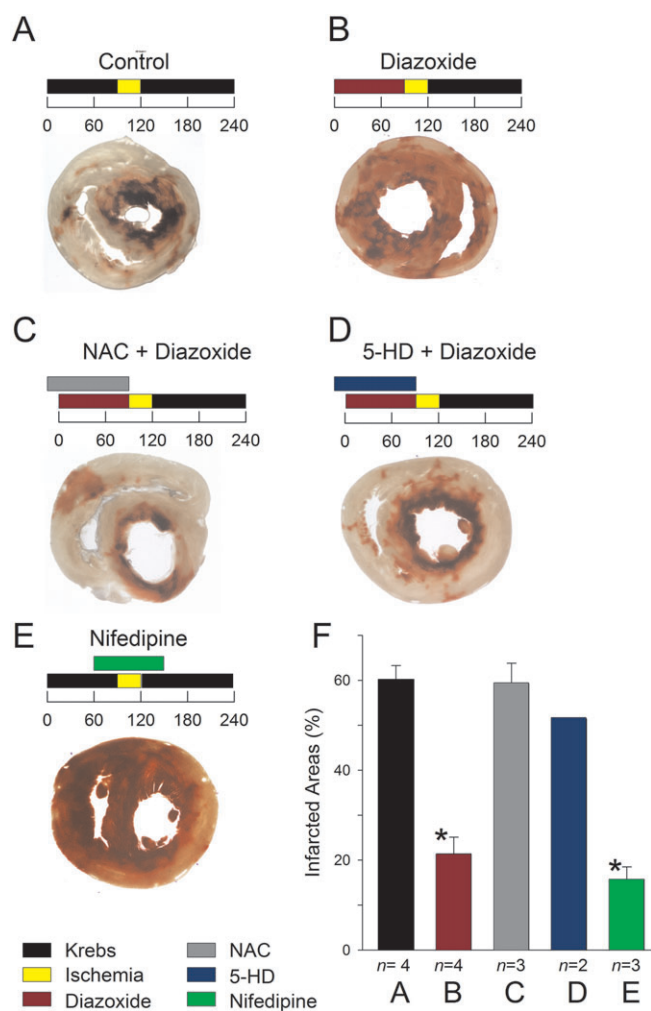 A
Control
0 60 120 180 240
B
Diazoxide
0 60 120 180 240
C
NAC + Diazoxide
0 60 120 180 240
D
5-HD + Diazoxide
0 60 120 180 240
E
Nifedipine
0 60 120 180 240
Krebs
Ischemia
Diazoxide
NAC
5-HD
Nifedipine
F
Infarcted Areas (%)
60
40
20
0
*
*
n= 4 n=4 n=3 n=2 n=3
A B C D E